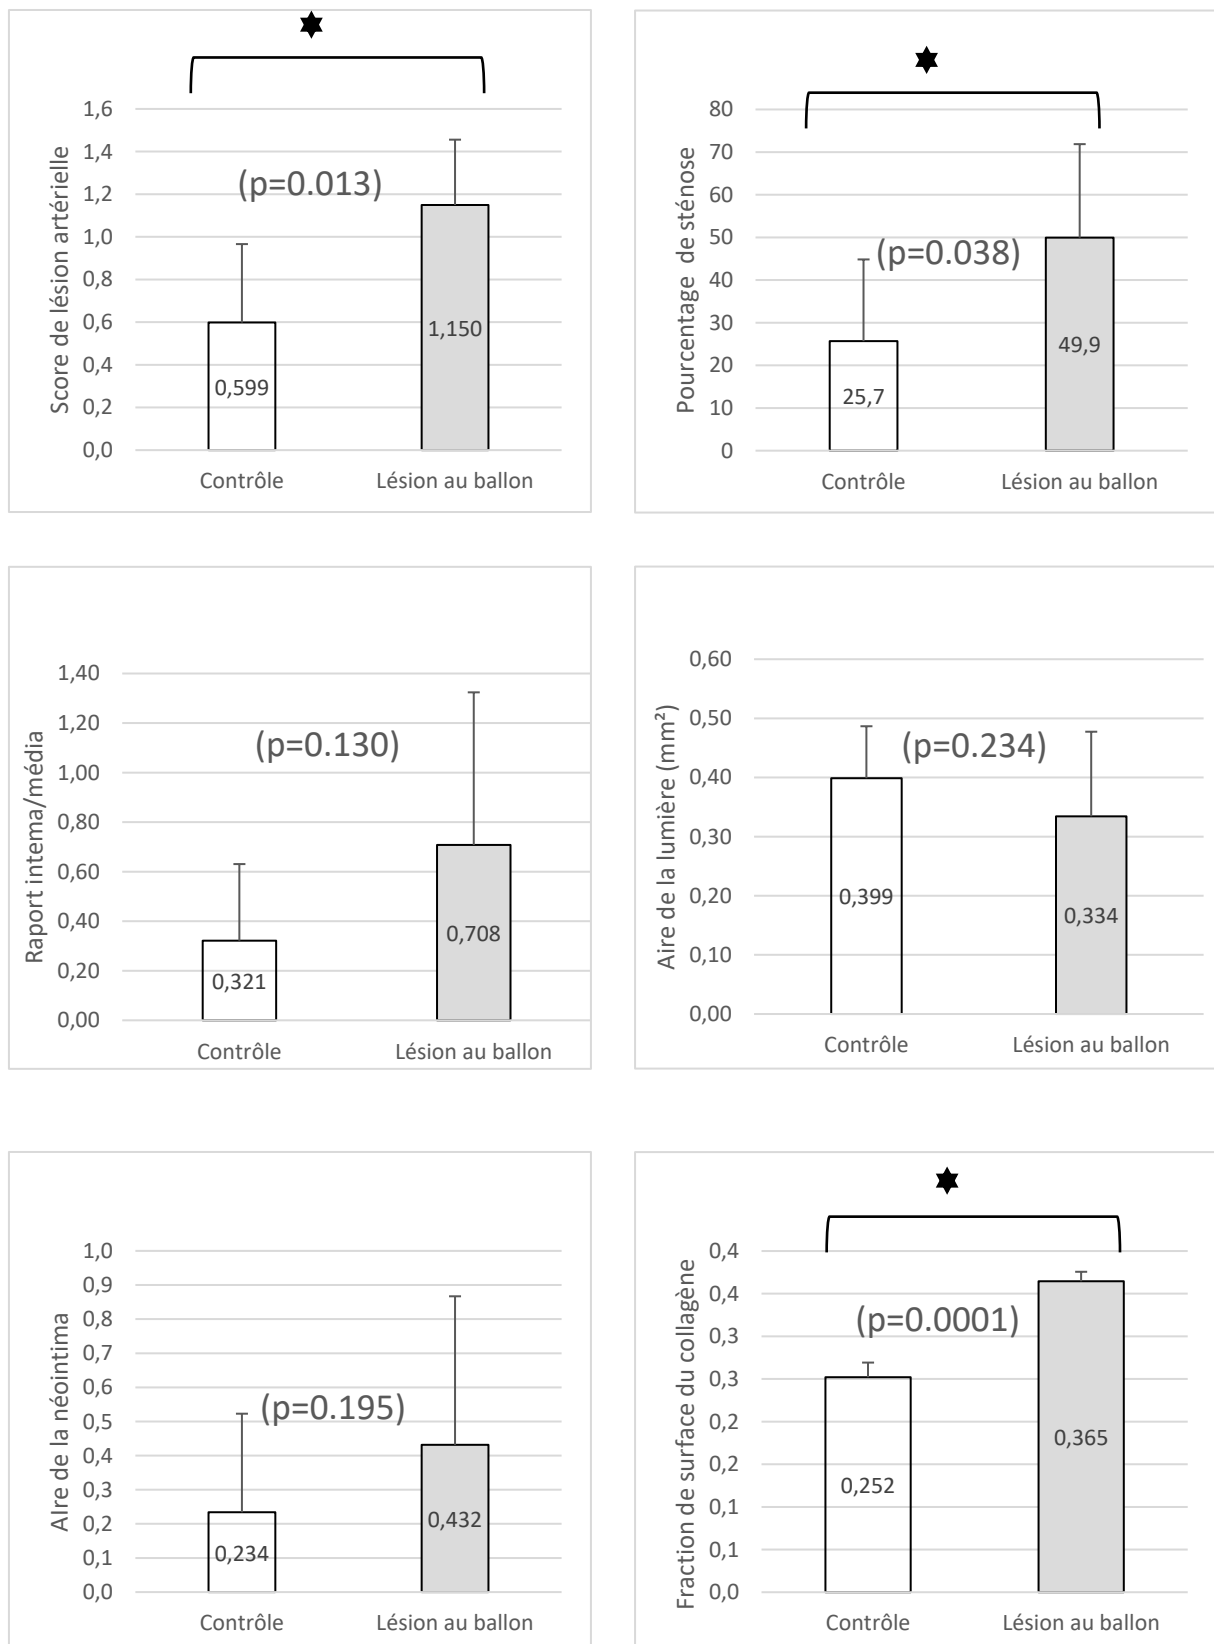 Score de lésion artérielle
1,6
1,4
1,2
1,0
0,8
0,6
0,4
0,2
0,0
(p=0.013)
0,599
1,150
Contrôle
Lésion au ballon
Pourcentage de sténose
80
70
60
50
40
30
20
10
0
(p=0.038)
25,7
49,9
Contrôle
Lésion au ballon
Raport intema/média
1,40
1,20
1,00
0,80
0,60
0,40
0,20
0,00
(p=0.130)
0,321
0,708
Contrôle
Lésion au ballon
Aire de la lumière (mm²)
0,60
0,50
0,40
0,30
0,20
0,10
0,00
(p=0.234)
0,399
0,334
Contrôle
Lésion au ballon
AIre de la néointima
1,0
0,9
0,8
0,7
0,6
0,5
0,4
0,3
0,2
0,1
0,0
(p=0.195)
0,234
0,432
Contrôle
Lésion au ballon
Fraction de surface du collagène
0,4
0,4
0,3
0,3
0,2
0,2
0,1
0,1
0,0
(p=0.0001)
0,252
0,365
Contrôle
Lésion au ballon